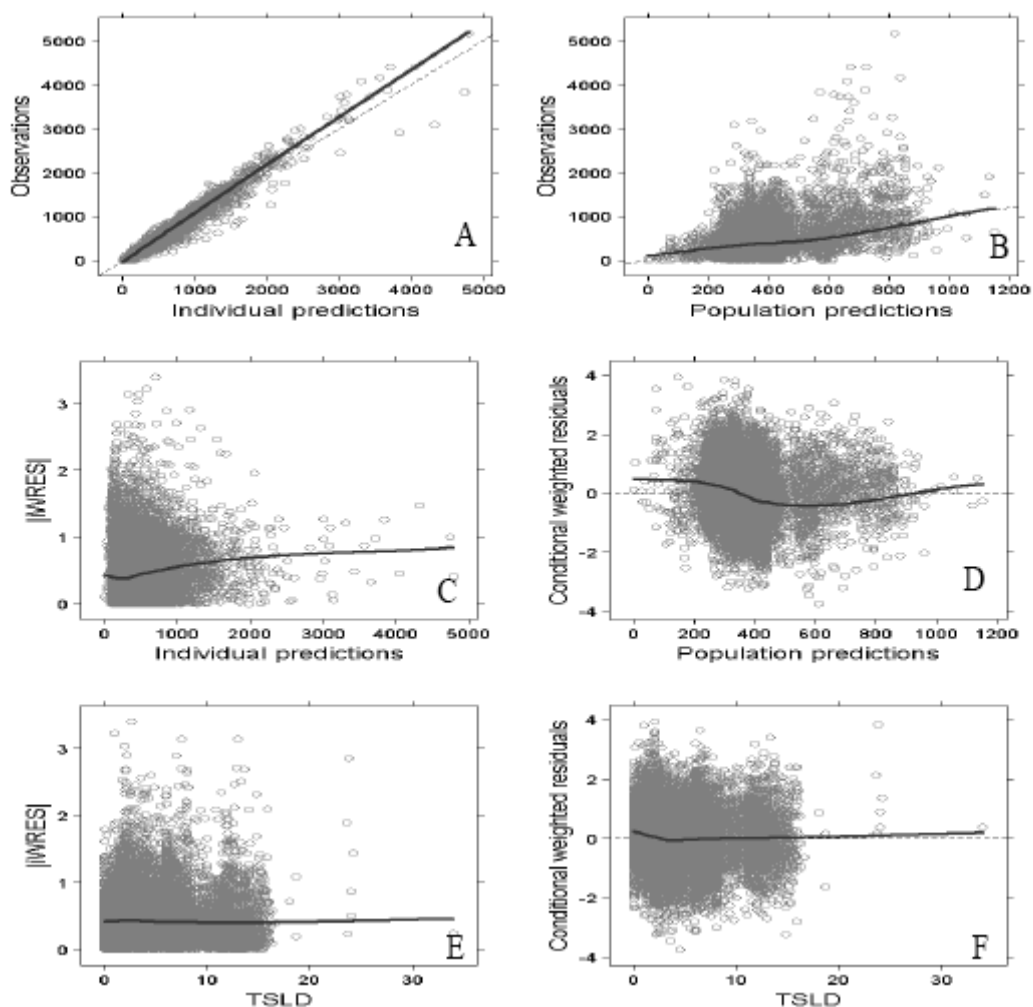 Observations
5000
4000
3000
2000
1000
0
A
0 1000 2000 3000 4000 5000
Individual predictions
Observations
5000
4000
3000
2000
1000
0
B
0 200 400 600 800 1000 1200
Population predictions
|IWRES|
3
2
1
0
C
0 1000 2000 3000 4000 5000
Individual predictions
Conditional weighted residuals
4
2
0
-2
-4
D
0 200 400 600 800 1000 1200
Population predictions
|IWRES|
3
2
1
0
E
0 10 20 30
TSLD
Conditional weighted residuals
4
2
0
-2
-4
F
0 10 20 30
TSLD